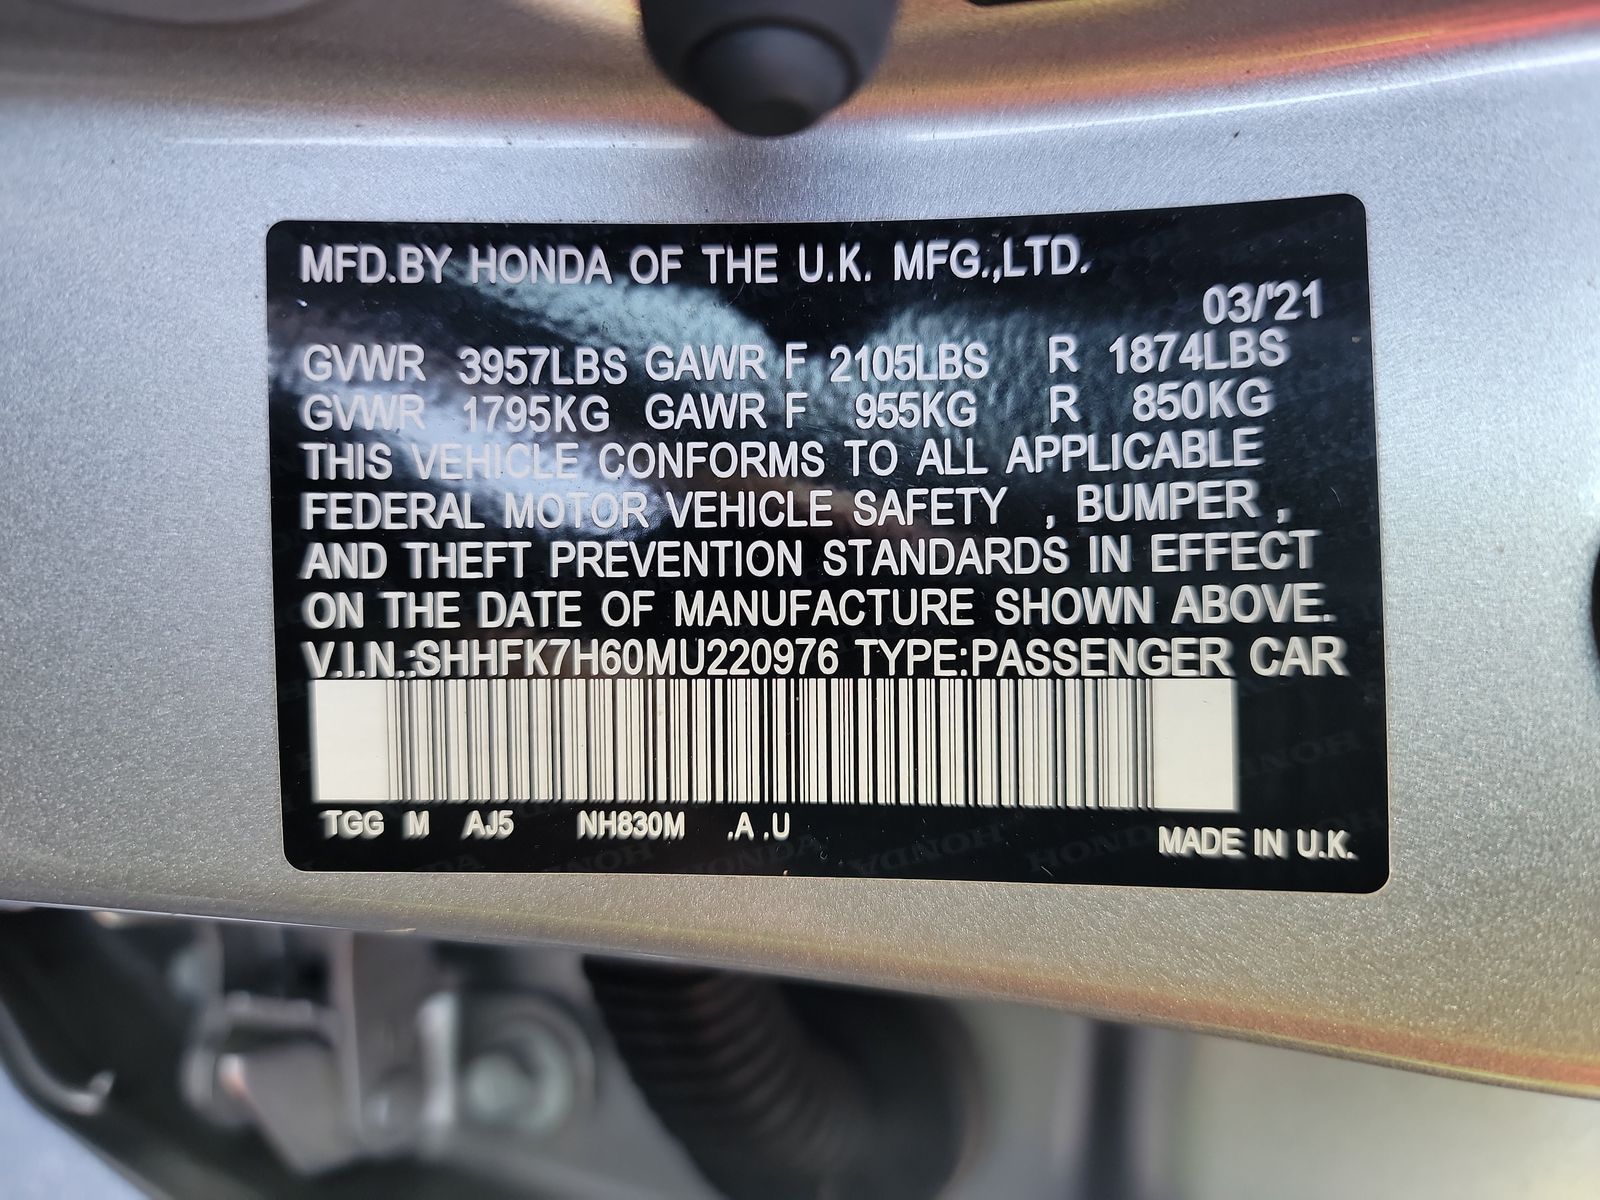 MFD.BY HONDA OF THE U.K. MFG.,LTD.
03/'21
GVWR 3957LBS GAWR F 2105LBS R 1874LBS
GVWR 1795KG GAWR F 955KG R 850KG
THIS VEHICLE CONFORMS TO ALL APPLICABLE
FEDERAL MOTOR VEHICLE SAFETY , BUMPER ,
AND THEFT PREVENTION STANDARDS IN EFFECT
ON THE DATE OF MANUFACTURE SHOWN ABOVE.
V.I.N.:SHHFK7H60MU220976 TYPE:PASSENGER CAR
TGG M AJ5 NH830M .A .U
MADE IN U.K.